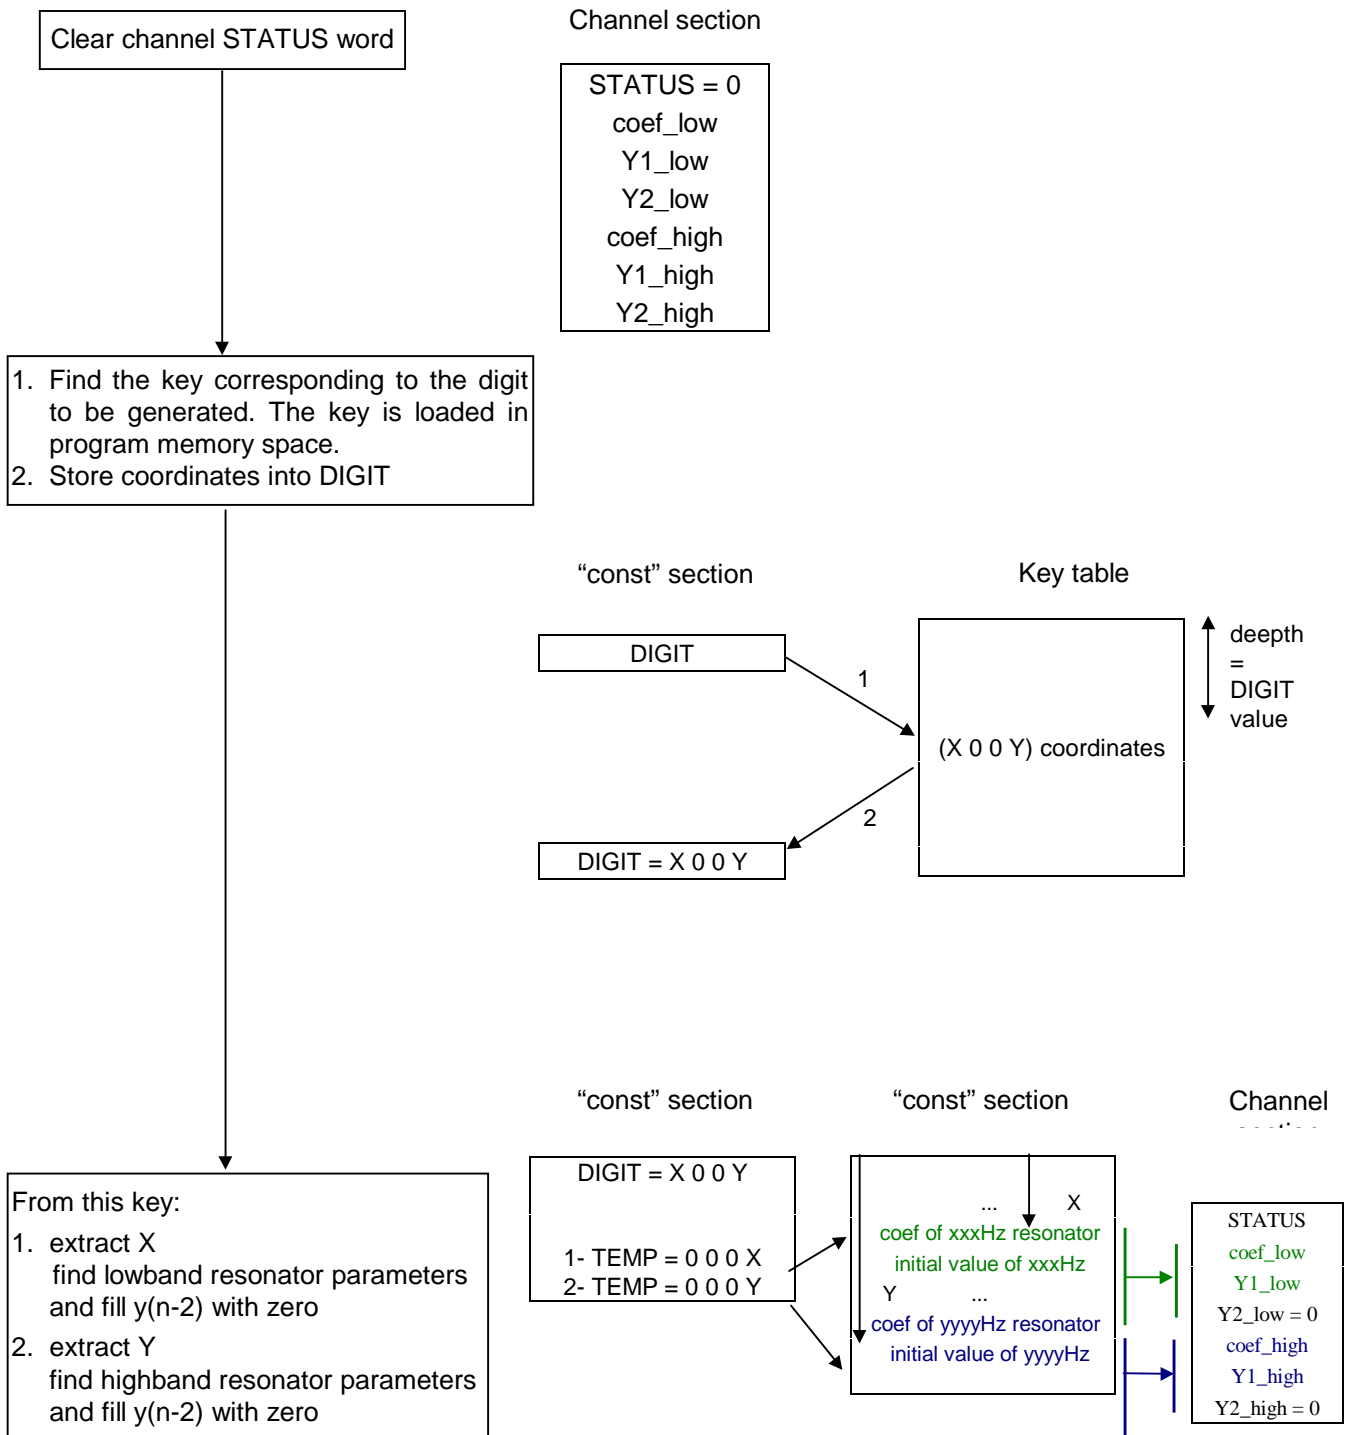 Clear channel STATUS word
Channel section
STATUS = 0
coef_low
Y1_low
Y2_low
coef_high
Y1_high
Y2_high
1. Find the key corresponding to the digit
to be generated. The key is loaded in
program memory space.
2. Store coordinates into DIGIT
“const” section
Key table
DIGIT
1
(X 0 0 Y) coordinates
deepth
=
DIGIT
value
2
DIGIT = X 0 0 Y
“const” section
“const” section
Channel
From this key:
1. extract X
find lowband resonator parameters
and fill y(n-2) with zero
2. extract Y
find highband resonator parameters
and fill y(n-2) with zero
DIGIT = X 0 0 Y
1- TEMP = 0 0 0 X
2- TEMP = 0 0 0 Y
... X
coef of xxxHz resonator
initial value of xxxHz
Y ...
coef of yyyyHz resonator
initial value of yyyyHz
STATUS
coef_low
Y1_low
Y2_low = 0
coef_high
Y1_high
Y2_high = 0